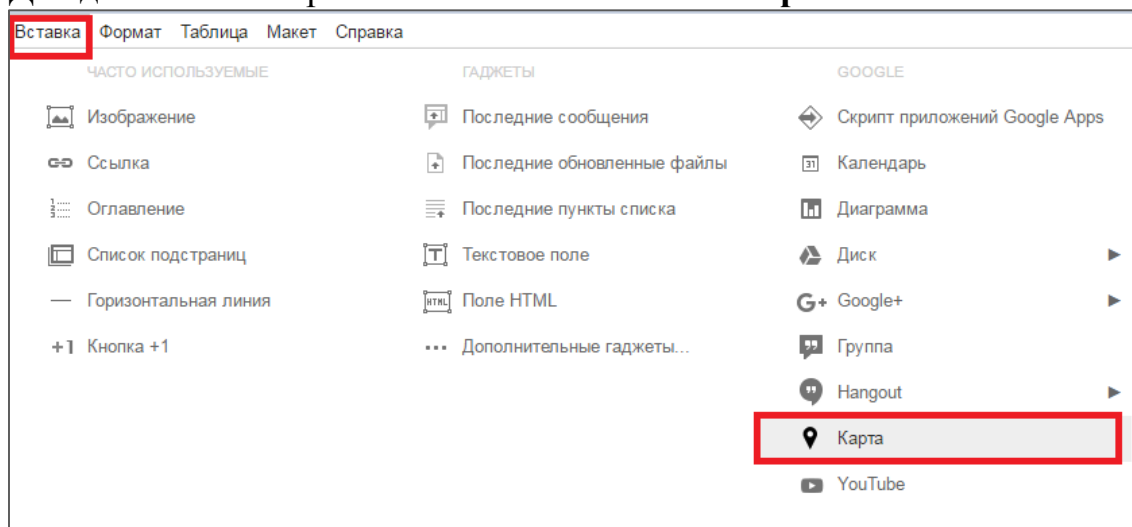 Вставка Формат Таблица Макет Справка
ЧАСТО ИСПОЛЬЗУЕМЫЕ ГАДЖЕТЫ GOOGLE
Изображение Последние сообщения Скрипт приложений Google Apps
Ссылка Последние обновленные файлы 31 Календарь
Оглавление Последние пункты списка Диаграмма
Список подстраниц T Текстовое поле Диск
Горизонтальная линия HTML Поле HTML G+ Google+
+1 Кнопка +1 Дополнительные гаджеты... Группа
Hangout
Карта
YouTube